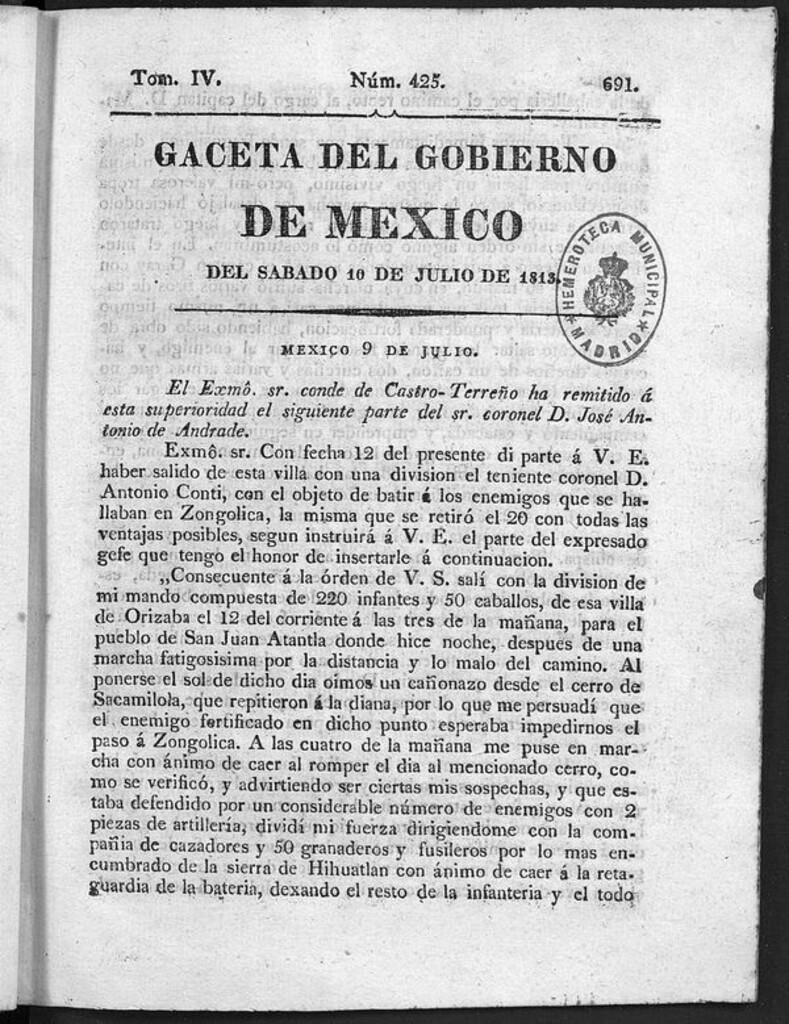 Tom. IV. Núm. 425. 691.
GACETA DEL GOBIERNO
DE MEXICO
DEL SABADO 10 DE JULIO DE 1813.
HEMEROTECA MUNICIPAL
★ MADRID ★
MEXICO 9 DE JULIO.
El Exmô. sr. conde de Castro-Terreño ha remitido á
esta superioridad el siguiente parte del sr. coronel D. José An-
tonio de Andrade.
Exmô. sr. Con fecha 12 del presente di parte á V. E.
haber salido de esta villa con una division el teniente coronel D.
Antonio Conti, con el objeto de batir á los enemigos que se ha-
llaban en Zongolica, la misma que se retiró el 20 con todas las
ventajas posibles, segun instruirá á V. E. el parte del expresado
gefe que tengo el honor de insertarle á continuacion.
„Consecuente á la órden de V. S. salí con la division de
mi mando compuesta de 220 infantes y 50 caballos, de esa villa
de Orizaba el 12 del corriente á las tres de la mañana, para el
pueblo de San Juan Atantla donde hice noche, despues de una
marcha fatigosisima por la distancia y lo malo del camino. Al
ponerse el sol de dicho dia oimos un cañonazo desde el cerro de
Sacamilola, que repitieron á la diana, por lo que me persuadí que
el enemigo fortificado en dicho punto esperaba impedirnos el
paso á Zongolica. A las cuatro de la mañana me puse en mar-
cha con ánimo de caer al romper el dia al mencionado cerro, co-
mo se verificó, y advirtiendo ser ciertas mis sospechas, y que es-
taba defendido por un considerable número de enemigos con 2
piezas de artillería, dividí mi fuerza dirigiendome con la com-
pañia de cazadores y 50 granaderos y fusileros por lo mas en-
cumbrado de la sierra de Hihuatlan con ánimo de caer á la reta-
guardia de la bateria, dexando el resto de la infanteria y el todo